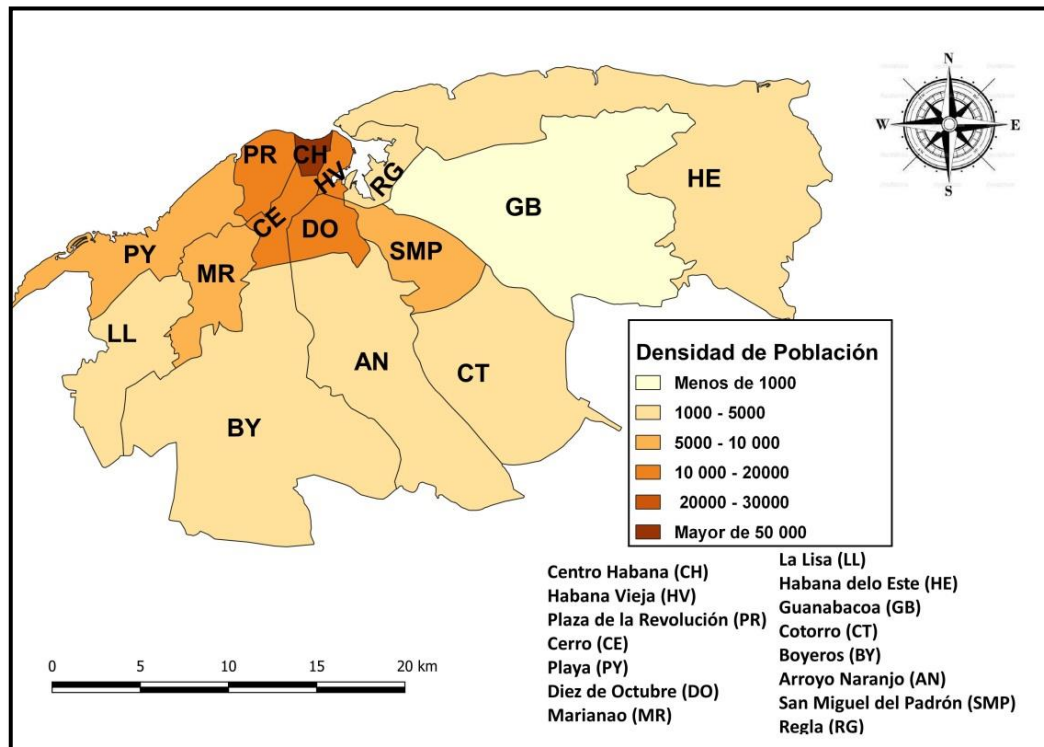 N
W
E
S
PR
CH
HV
RG
HE
GB
CE
DO
PY
MR
SMP
LL
AN
CT
BY
Densidad de Población
Menos de 1000
1000 - 5000
5000 - 10 000
10 000 - 20000
20000 - 30000
Mayor de 50 000
Centro Habana (CH)
Habana Vieja (HV)
Plaza de la Revolución (PR)
Cerro (CE)
Playa (PY)
Diez de Octubre (DO)
Marianao (MR)
La Lisa (LL)
Habana delo Este (HE)
Guanabacoa (GB)
Cotorro (CT)
Boyeros (BY)
Arroyo Naranjo (AN)
San Miguel del Padrón (SMP)
Regla (RG)
0 5 10 15 20 km